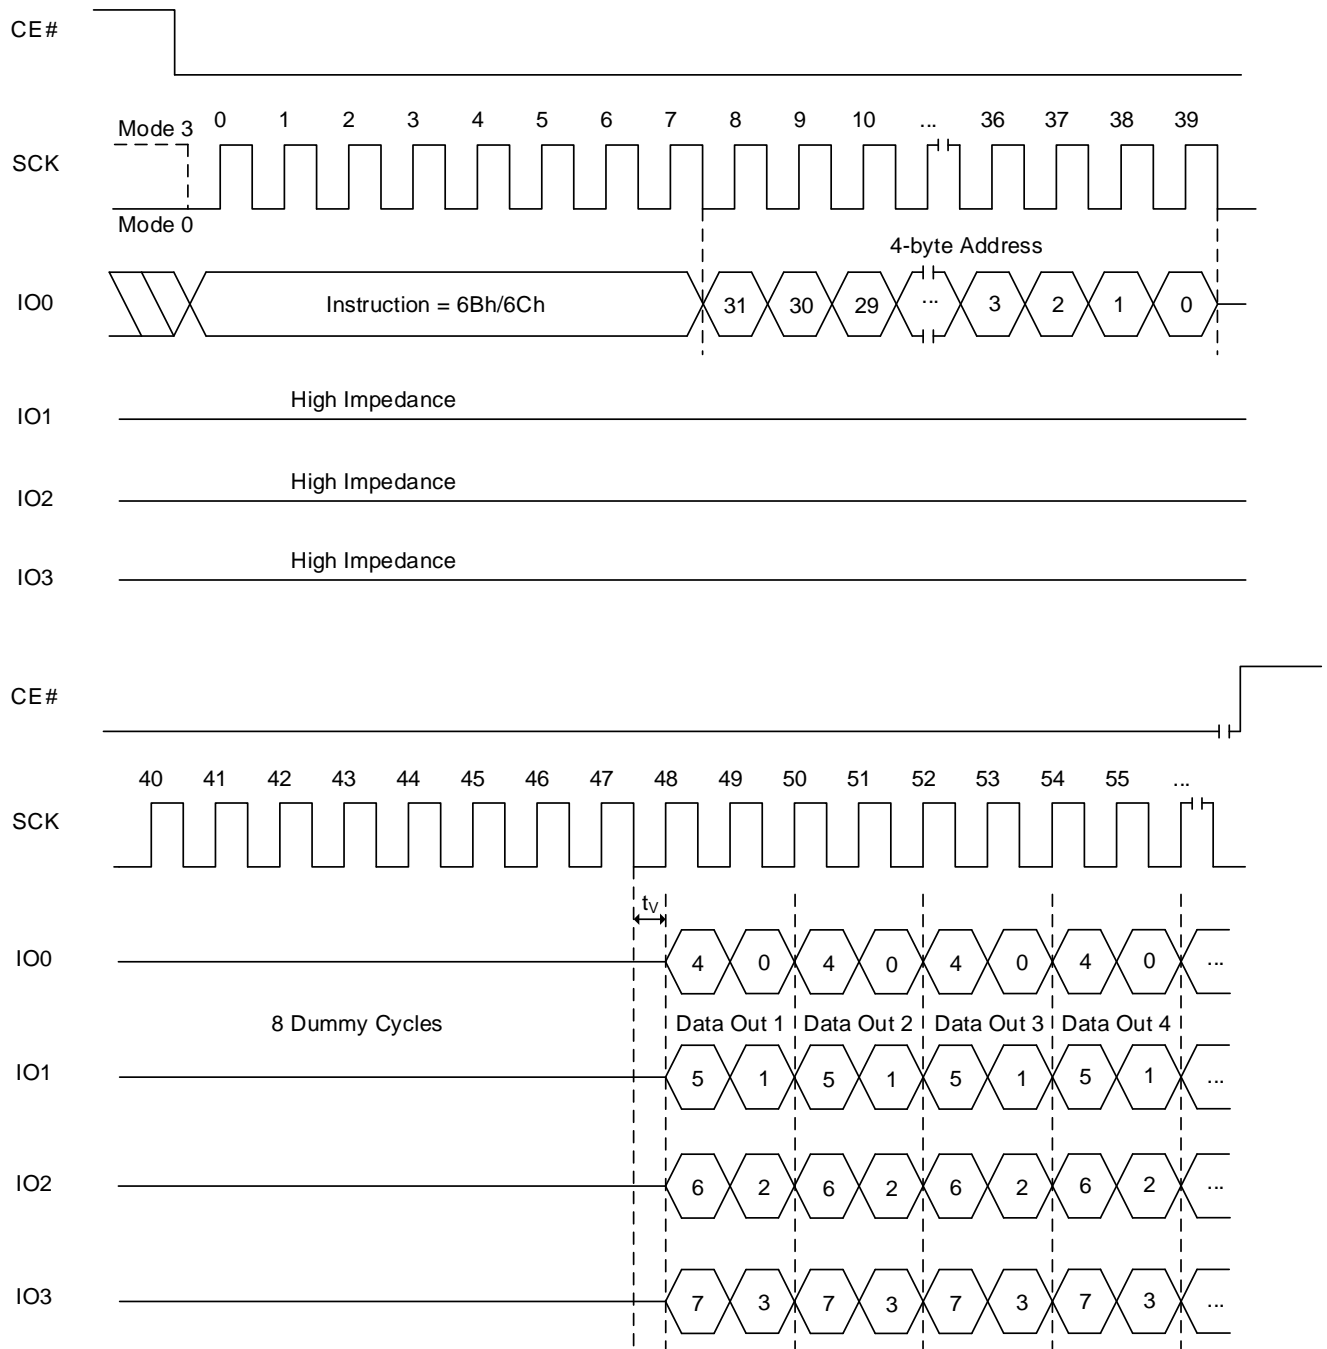 CE#
Mode 3 0 1 2 3 4 5 6 7 8 9 10 ... 36 37 38 39
SCK
Mode 0
4-byte Address
IO0 Instruction = 6Bh/6Ch 31 30 29 ... 3 2 1 0
High Impedance
IO1
High Impedance
IO2
High Impedance
IO3
CE#
40 41 42 43 44 45 46 47 48 49 50 51 52 53 54 55 ...
SCK
tV
IO0 4 0 4 0 4 0 4 0 ...
8 Dummy Cycles Data Out 1 Data Out 2 Data Out 3 Data Out 4
IO1 5 1 5 1 5 1 5 1 ...
IO2 6 2 6 2 6 2 6 2 ...
IO3 7 3 7 3 7 3 7 3 ...